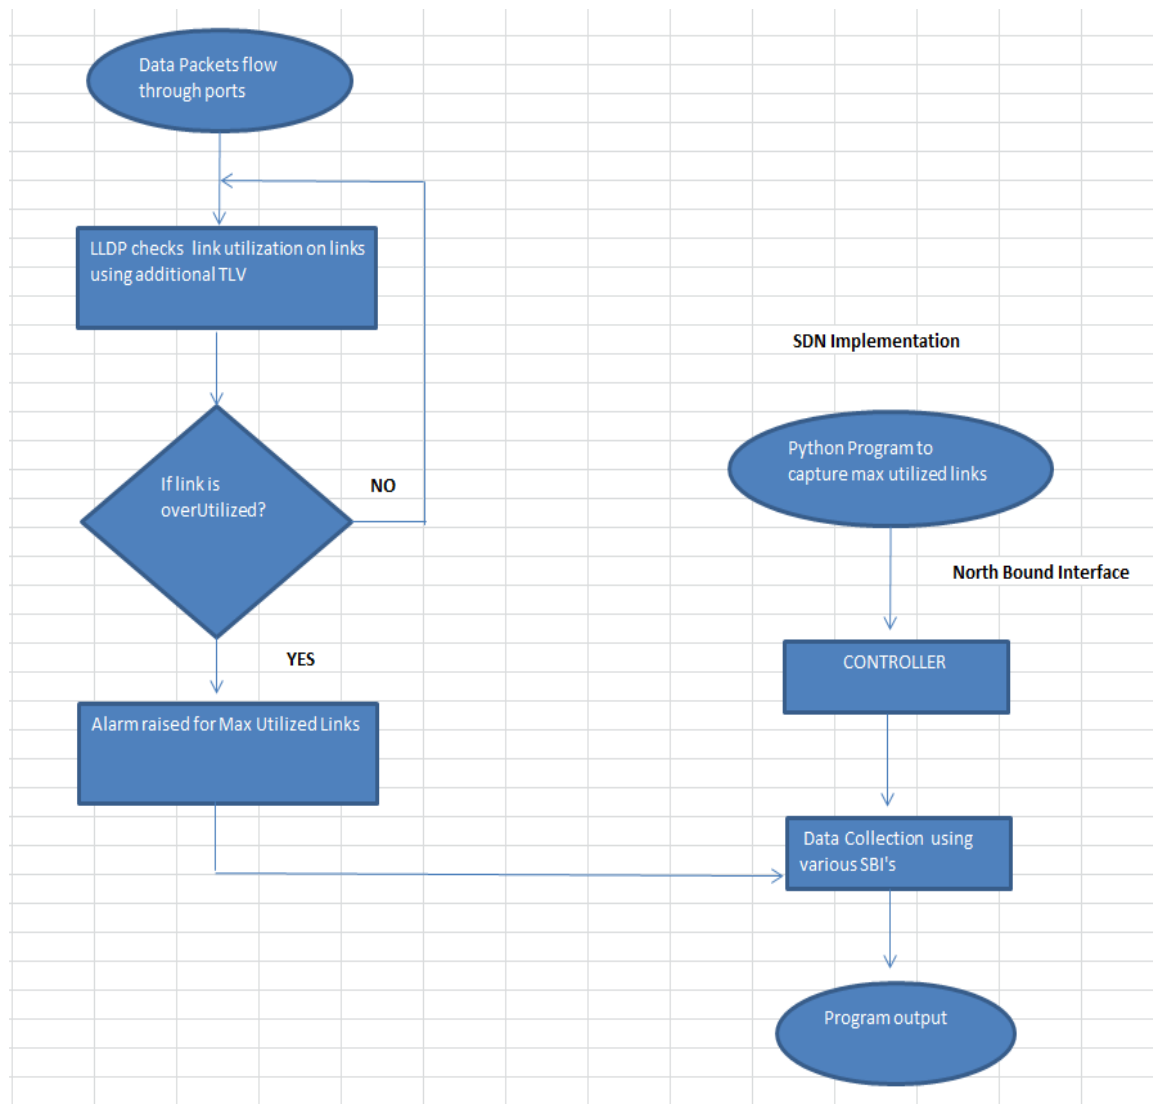 Data Packets flow
through ports
LLDP checks link utilization on links
using additional TLV
If link is
overUtilized?
NO
YES
Alarm raised for Max Utilized Links
SDN Implementation
Python Program to
capture max utilized links
North Bound Interface
CONTROLLER
Data Collection using
various SBI's
Program output